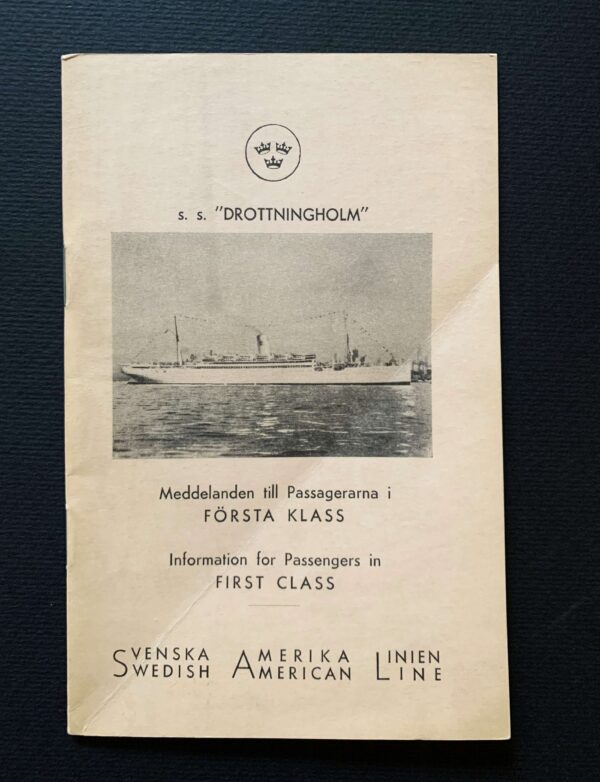 s. s. "DROTTNINGHOLM"
Meddelanden till Passagerarna i
FÖRSTA KLASS
Information for Passengers in
FIRST CLASS
SVENSKA AMERIKA LINIEN
SWEDISH AMERICAN LINE